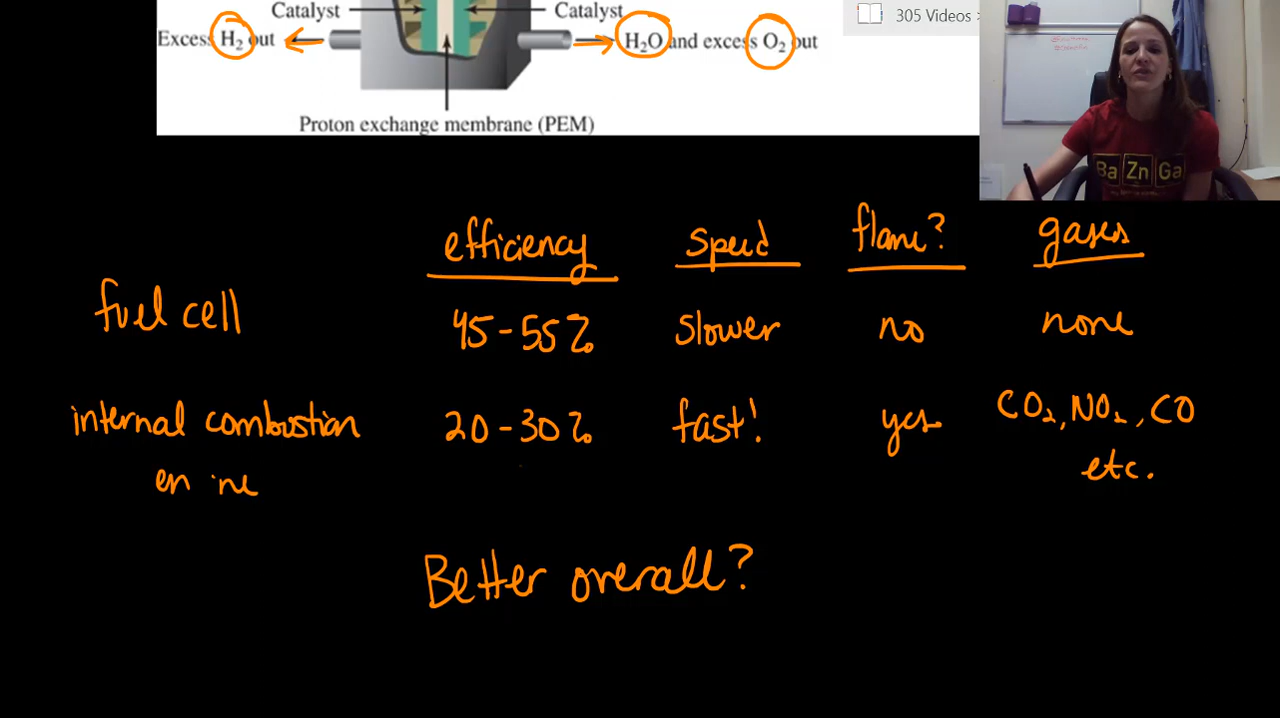 Catalyst Catalyst
305 Videos
Excess H₂ out H₂O and excess O₂ out
Proton exchange membrane (PEM)
Ba Zn Ga
efficiency speed flame? gases
fuel cell 45-55% slower no none
internal combustion 20-30% fast! yes CO₂, NO₂, CO
en ine etc.
Better overall?